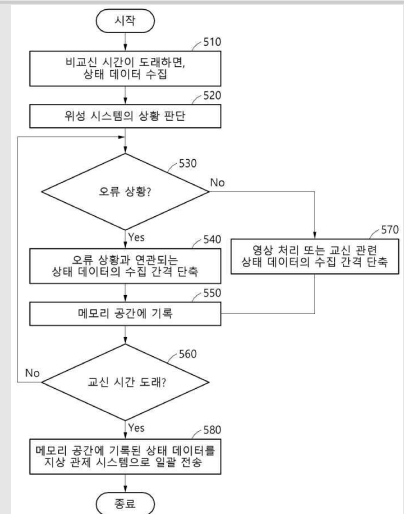 시작
510
비교신 시간이 도래하면,
상태 데이터 수집
520
위성 시스템의 상황 판단
530
오류 상황?
No
Yes
540
오류 상황과 연관되는
상태 데이터의 수집 간격 단축
570
영상 처리 또는 교신 관련
상태 데이터의 수집 간격 단축
550
메모리 공간에 기록
560
교신 시간 도래?
No
Yes
580
메모리 공간에 기록된 상태 데이터를
지상 관제 시스템으로 일괄 전송
종료